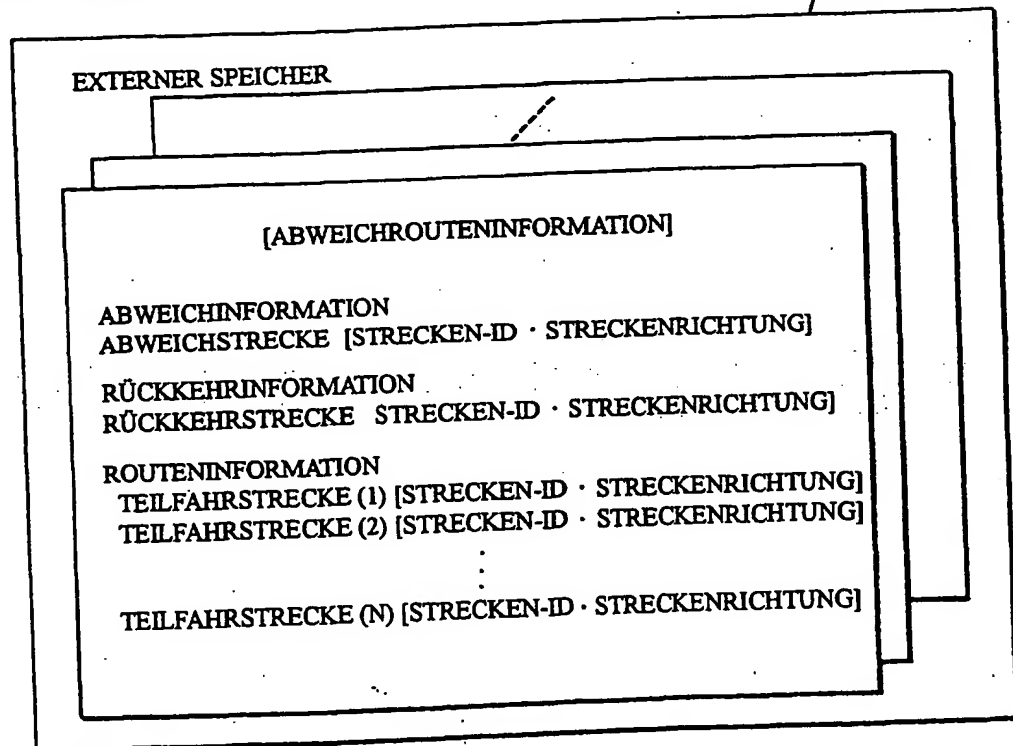 EXTERNER SPEICHER
[ABWEICHROUTENINFORMATION]
ABWEICHINFORMATION
ABWEICHSTRECKE [STRECKEN-ID · STRECKENRICHTUNG]
RÜCKKEHRINFORMATION
RÜCKKEHRSTRECKE STRECKEN-ID · STRECKENRICHTUNG]
ROUTENINFORMATION
TEILFAHRSTRECKE (1) [STRECKEN-ID · STRECKENRICHTUNG]
TEILFAHRSTRECKE (2) [STRECKEN-ID · STRECKENRICHTUNG]
TEILFAHRSTRECKE (N) [STRECKEN-ID · STRECKENRICHTUNG]